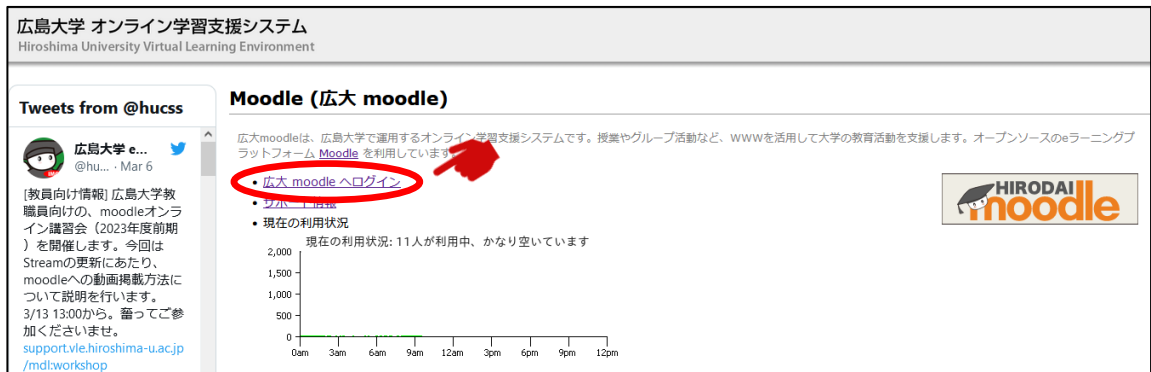 広島大学 オンライン学習支援システム
Hiroshima University Virtual Learning Environment
Tweets from @hucss
広島大学 e...
@hu... · Mar 6
[教員向け情報] 広島大学教
職員向けの、moodleオンラ
イン講習会（2023年度前期
）を開催します。今回は
Streamの更新にあたり、
moodleへの動画掲載方法に
ついて説明を行います。
3/13 13:00から。奮ってご参
加くださいませ。
support.vle.hiroshima-u.ac.jp
/mdl:workshop
Moodle (広大 moodle)
広大moodleは、広島大学で運用するオンライン学習支援システムです。授業やグループ活動など、WWWを活用して大学の教育活動を支援します。オープンソースのeラーニングプ
ラットフォーム Moodle を利用しています
• 広大 moodle へログイン
• サポート情報
• 現在の利用状況
現在の利用状況: 11人が利用中、かなり空いています
2,000
1,500
1,000
500
0
0am 3am 6am 9am 12am 3pm 6pm 9pm 12pm
HIRODAI
moodle